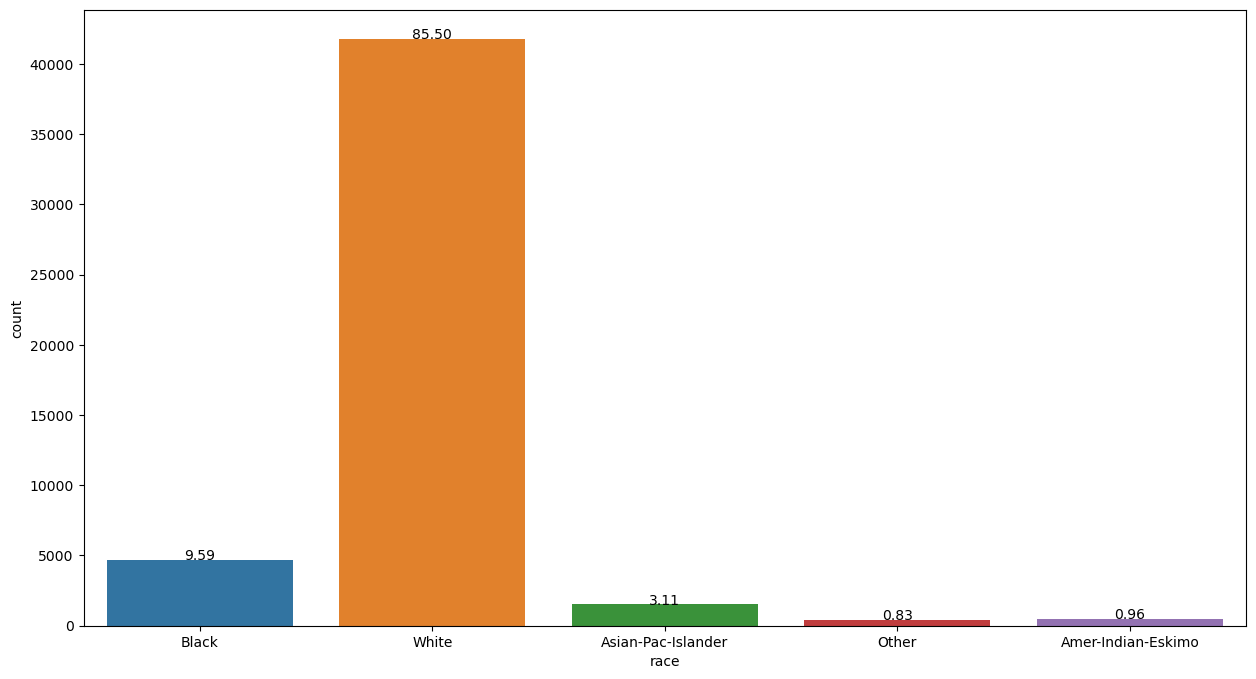 85.50
40000
35000
30000
25000
count
20000
15000
10000
5000
9.59
3.11
0.83
0.96
0
Black
White
Asian-Pac-Islander
Other
Amer-Indian-Eskimo
race